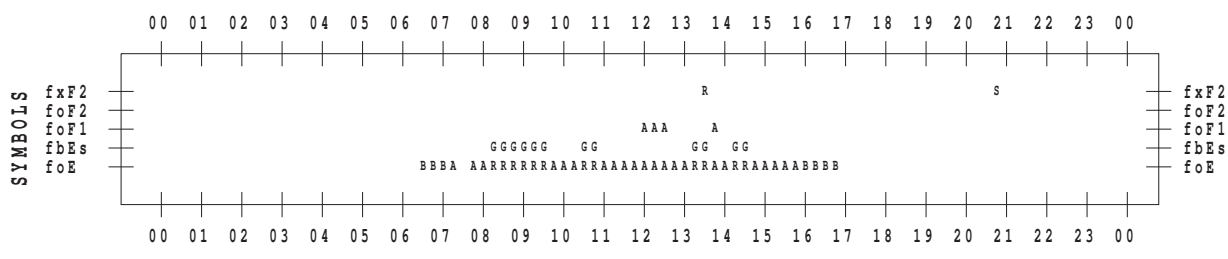 00 01 02 03 04 05 06 07 08 09 10 11 12 13 14 15 16 17 18 19 20 21 22 23 00
SYMBOLS
fxF2 R S fxF2
foF2 foF2
foF1 AAA A foF1
fbEs GGGGGG GG GG GG fbEs
foE BBBA AARRRRRRAAARRAAAAAAAAARRAARRAAAAABBBB foE
00 01 02 03 04 05 06 07 08 09 10 11 12 13 14 15 16 17 18 19 20 21 22 23 00